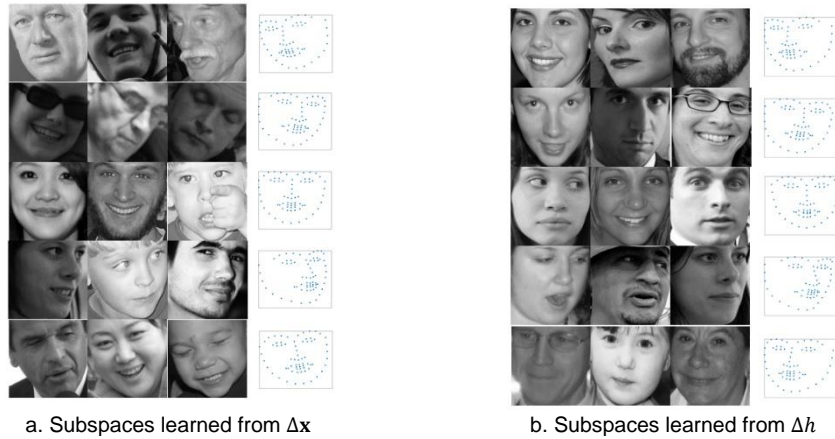 a. Subspaces learned from Δx
b. Subspaces learned from Δh